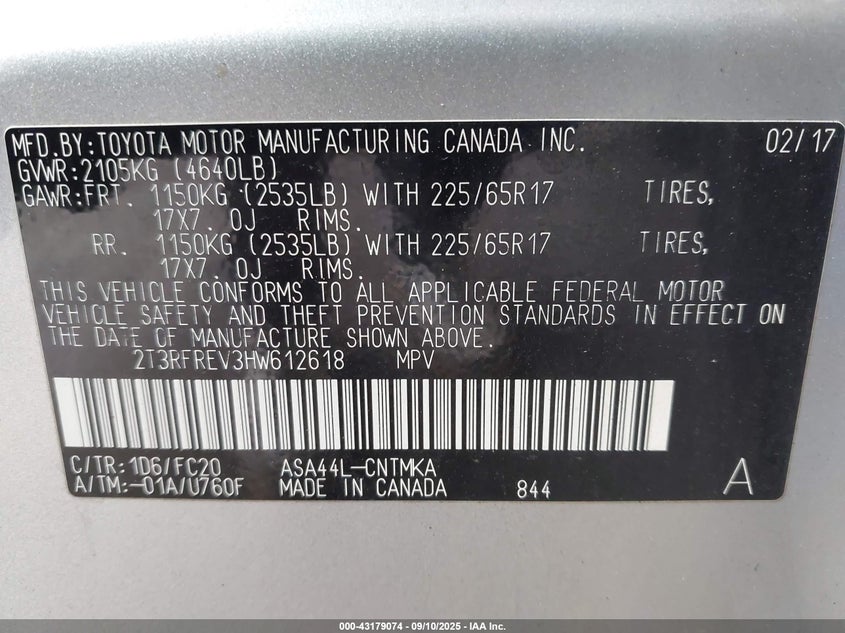 MFD.BY:TOYOTA MOTOR MANUFACTURING CANADA INC. 02/17
GVWR:2105KG (4640LB)
GAWR:FRT. 1150KG (2535LB) WITH 225/65R17 TIRES,
17X7.0J RIMS.
RR. 1150KG (2535LB) WITH 225/65R17 TIRES,
17X7.0J RIMS.
THIS VEHICLE CONFORMS TO ALL APPLICABLE FEDERAL MOTOR
VEHICLE SAFETY AND THEFT PREVENTION STANDARDS IN EFFECT ON
THE DATE OF MANUFACTURE SHOWN ABOVE.
2T3RFREV3HW612618 MPV
C/TR:1D6/FC20 ASA44L-CNTMKA
A/TM:-01A/U760F MADE IN CANADA 844 A
000-43179074 - 09/10/2025 - IAA Inc.